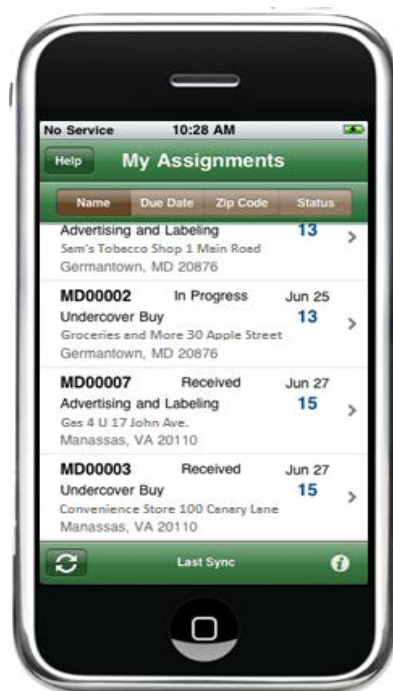 No Service 10:28 AM
Help My Assignments
Name Due Date Zip Code Status
Advertising and Labeling 13
Sam's Tobacco Shop 1 Main Road
Germantown, MD 20876
MD00002 In Progress Jun 25
Undercover Buy 13
Groceries and More 30 Apple Street
Germantown, MD 20876
MD00007 Received Jun 27
Advertising and Labeling 15
Gas 4 U 17 John Ave.
Manassas, VA 20110
MD00003 Received Jun 27
Undercover Buy 15
Convenience Store 100 Canary Lane
Manassas, VA 20110
Last Sync